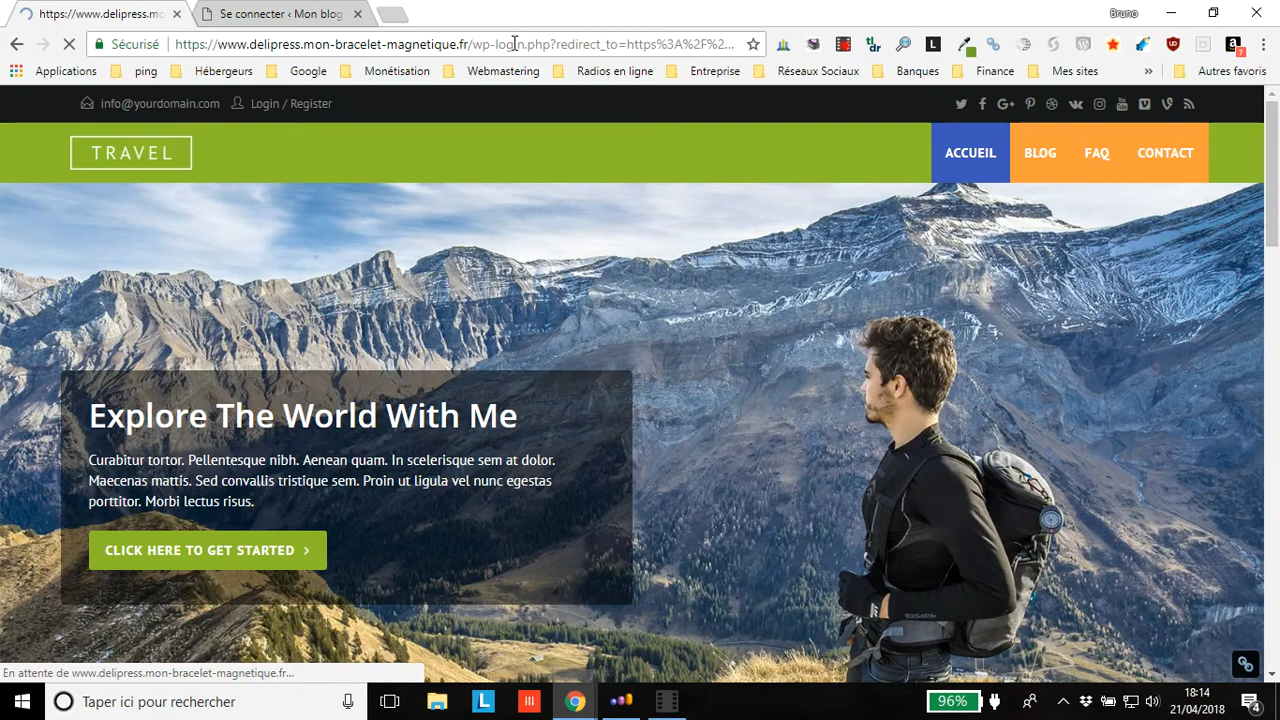 https://www.delipress.mo
Se connecter ‹ Mon blog
Bruno
Sécurisé
https://www.delipress.mon-bracelet-magnetique.fr/wp-login.php?redirect_to=https%3A%2F%2...
tl;dr
L
W
UD
a
7
Applications
ping
Hébergeurs
Google
Monétisation
Webmastering
Radios en ligne
Entreprise
Réseaux Sociaux
Banques
Finance
Mes sites
»
Autres favoris
info@yourdomain.com
Login / Register
TRAVEL
ACCUEIL
BLOG
FAQ
CONTACT
Explore The World With Me
Curabitur tortor. Pellentesque nibh. Aenean quam. In scelerisque sem at dolor.
Maecenas mattis. Sed convallis tristique sem. Proin ut ligula vel nunc egestas
porttitor. Morbi lectus risus.
CLICK HERE TO GET STARTED
En attente de www.delipress.mon-bracelet-magnetique.fr...
Taper ici pour rechercher
L
96%
18:14
21/04/2018
4